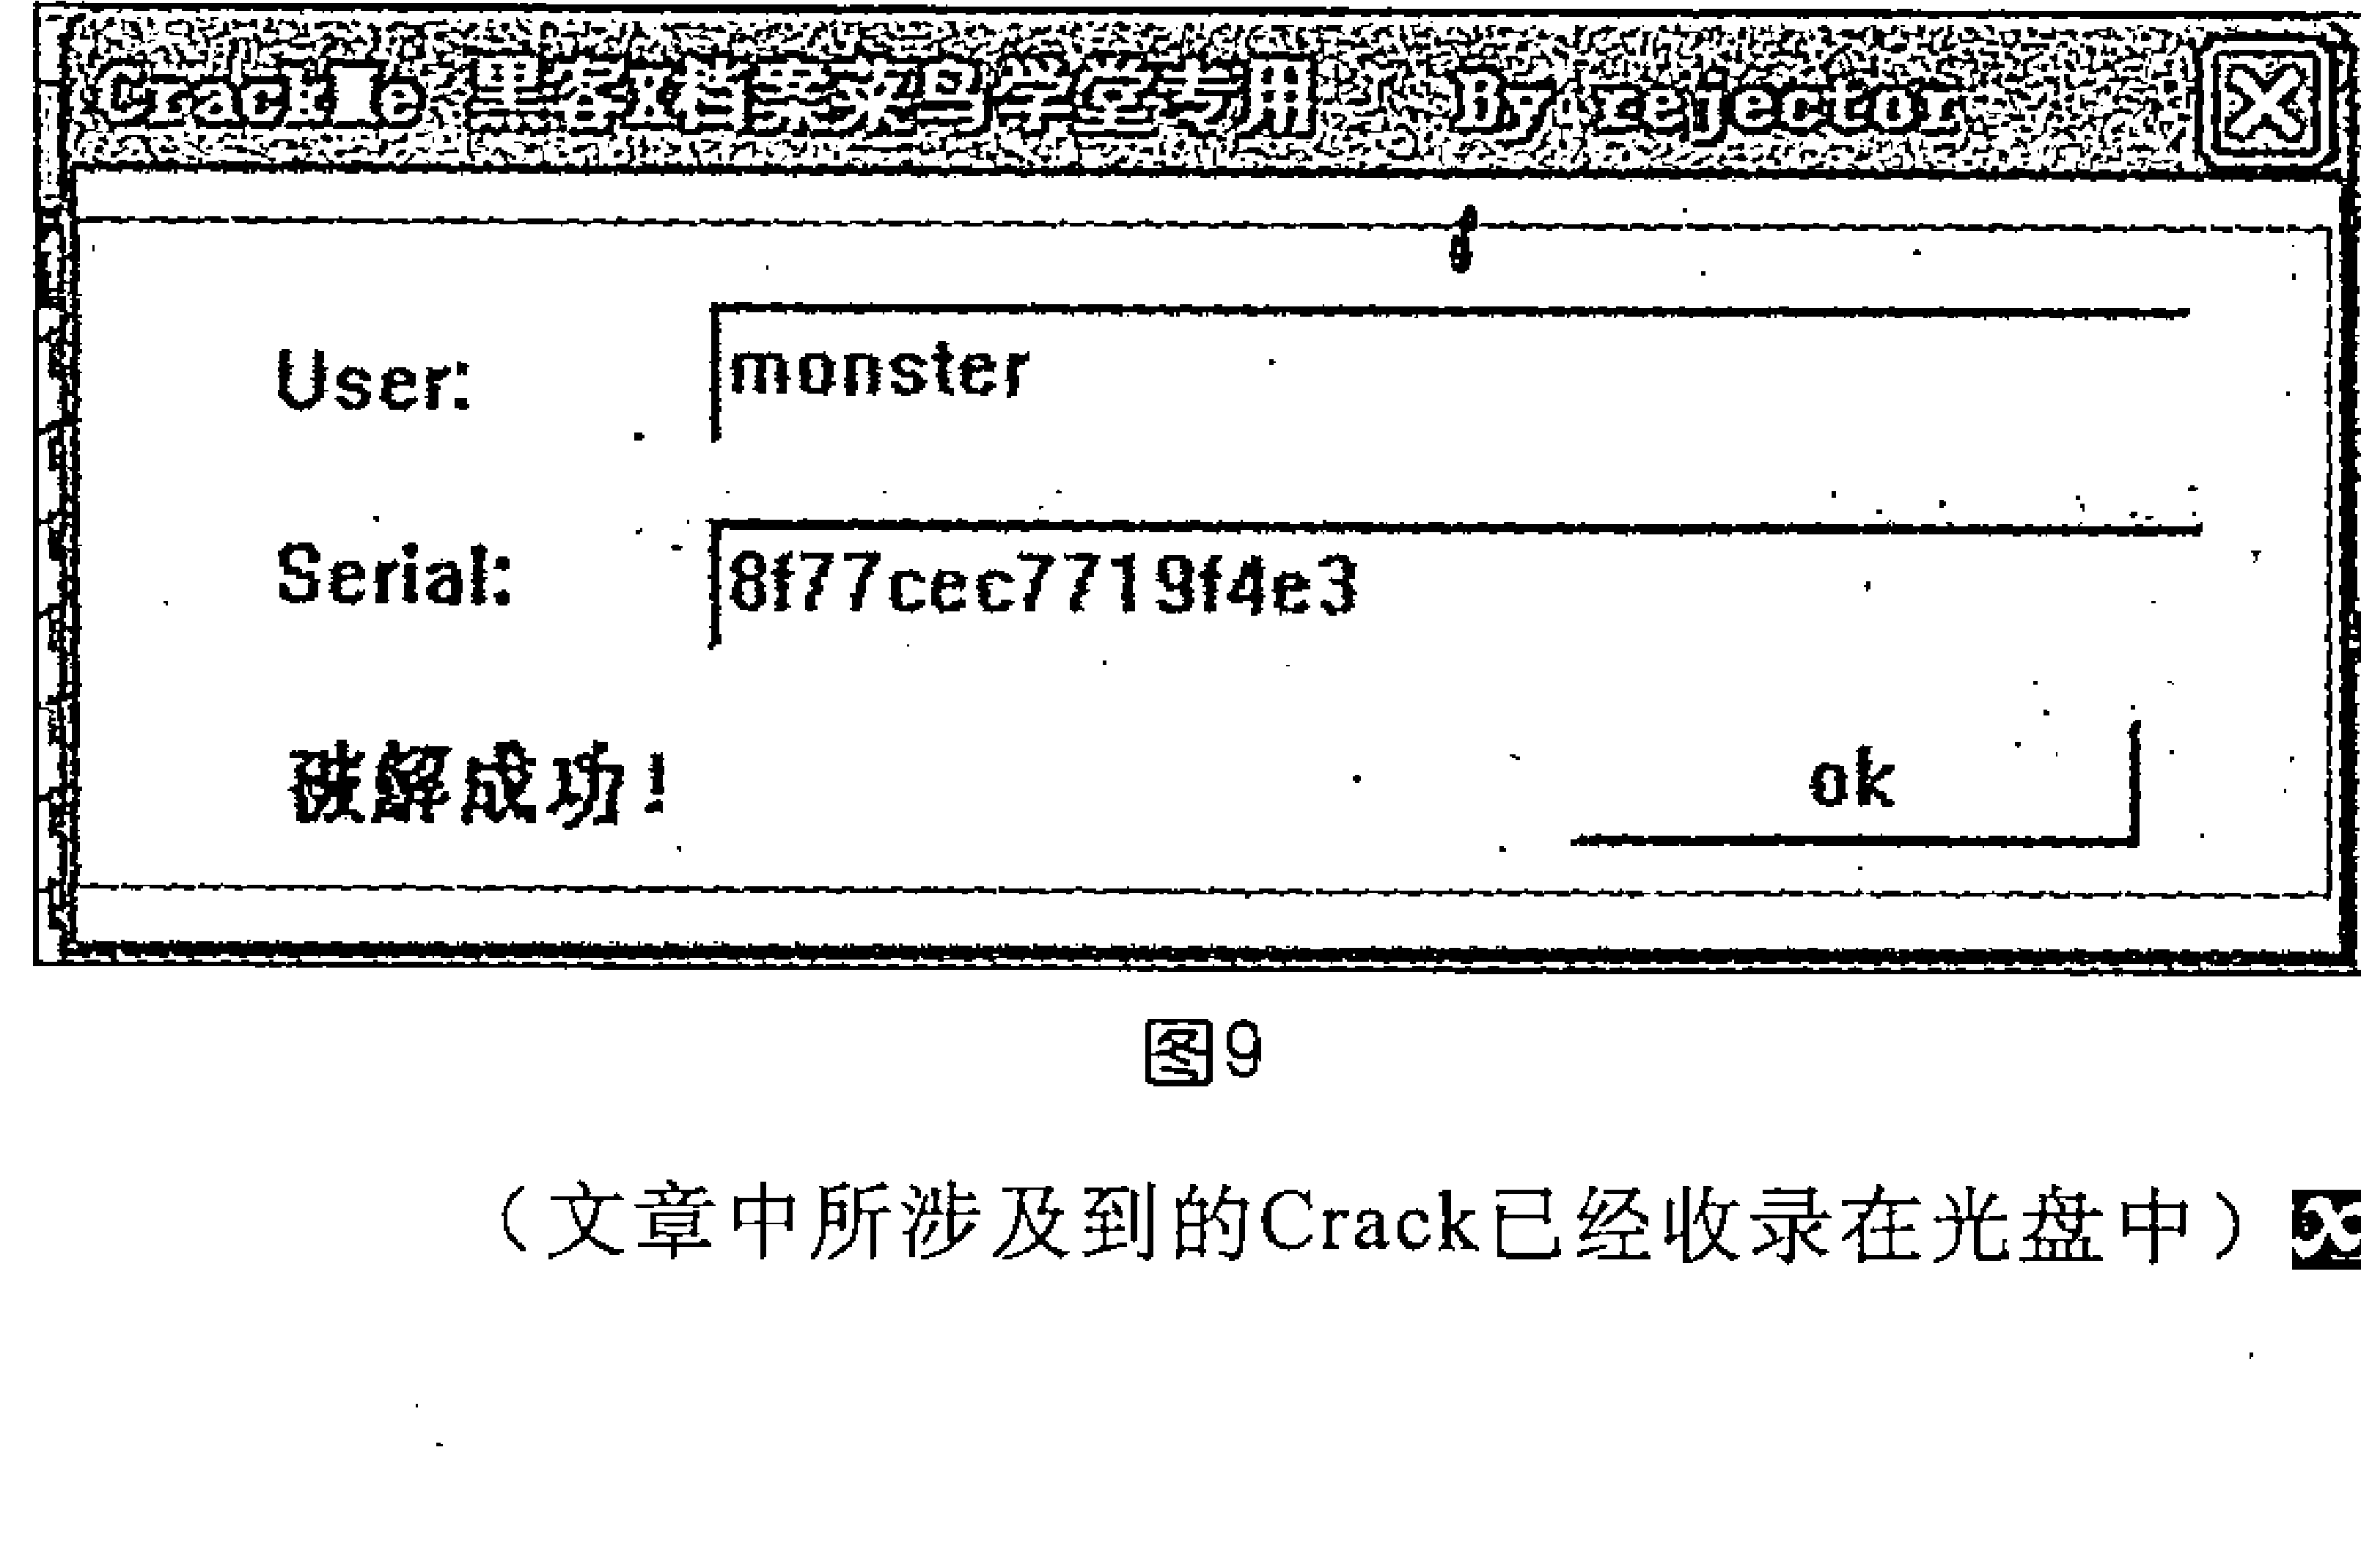 CrackMe 黑客X档案菜鸟学堂专用 By rejector
User: monster
Serial: 8f77cec7719f4e3
破解成功!
ok
图9
（文章中所涉及到的Crack已经收录在光盘中）